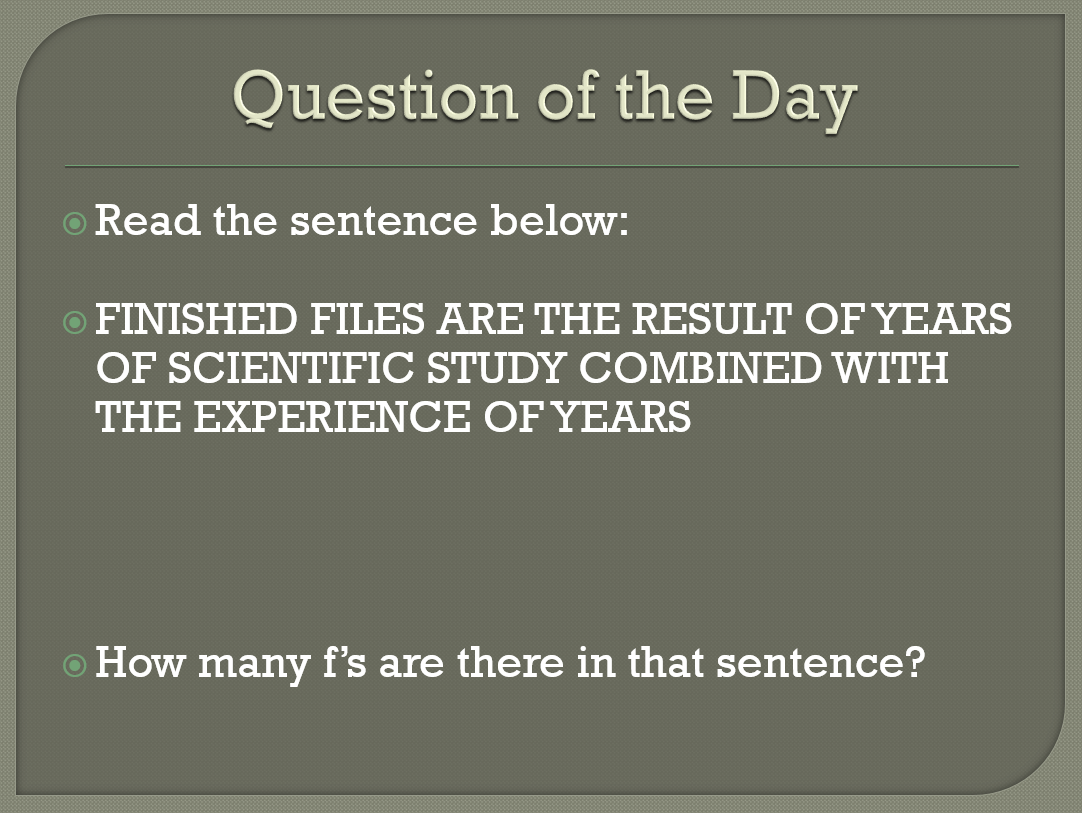 Question of the Day
Read the sentence below:
FINISHED FILES ARE THE RESULT OF YEARS
OF SCIENTIFIC STUDY COMBINED WITH
THE EXPERIENCE OF YEARS
How many f’s are there in that sentence?